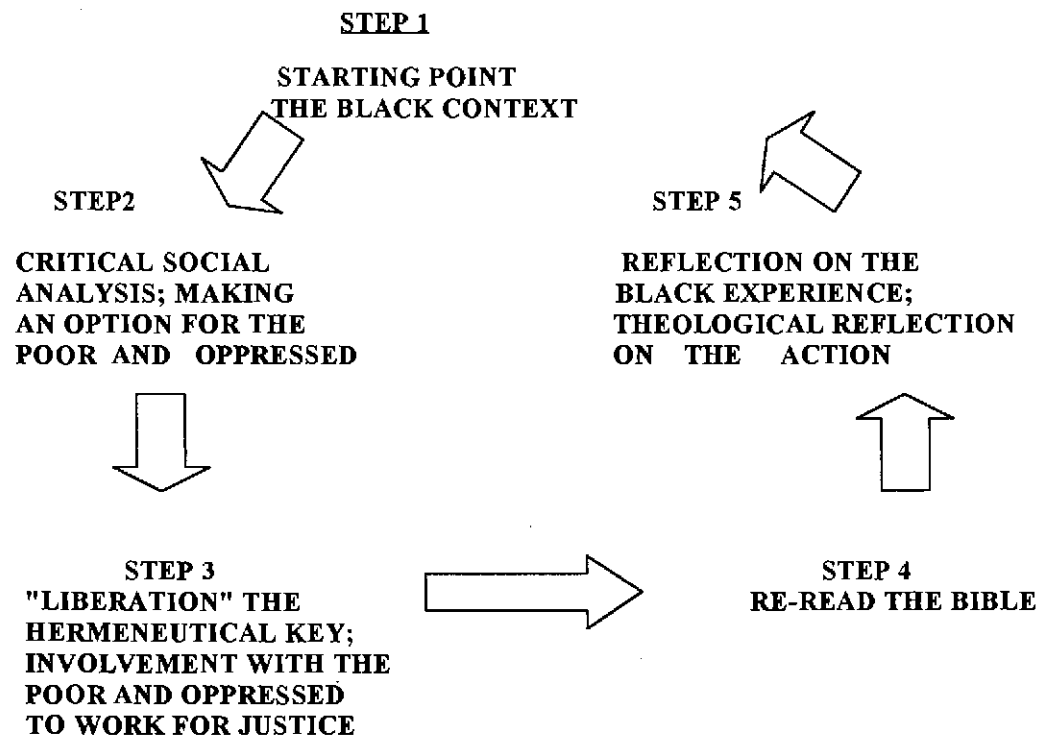 STEP 1
STARTING POINT
THE BLACK CONTEXT
STEP2
CRITICAL SOCIAL
ANALYSIS; MAKING
AN OPTION FOR THE
POOR AND OPPRESSED
STEP 3
"LIBERATION" THE
HERMENEUTICAL KEY;
INVOLVEMENT WITH THE
POOR AND OPPRESSED
TO WORK FOR JUSTICE
STEP 4
RE-READ THE BIBLE
STEP 5
REFLECTION ON THE
BLACK EXPERIENCE;
THEOLOGICAL REFLECTION
ON THE ACTION